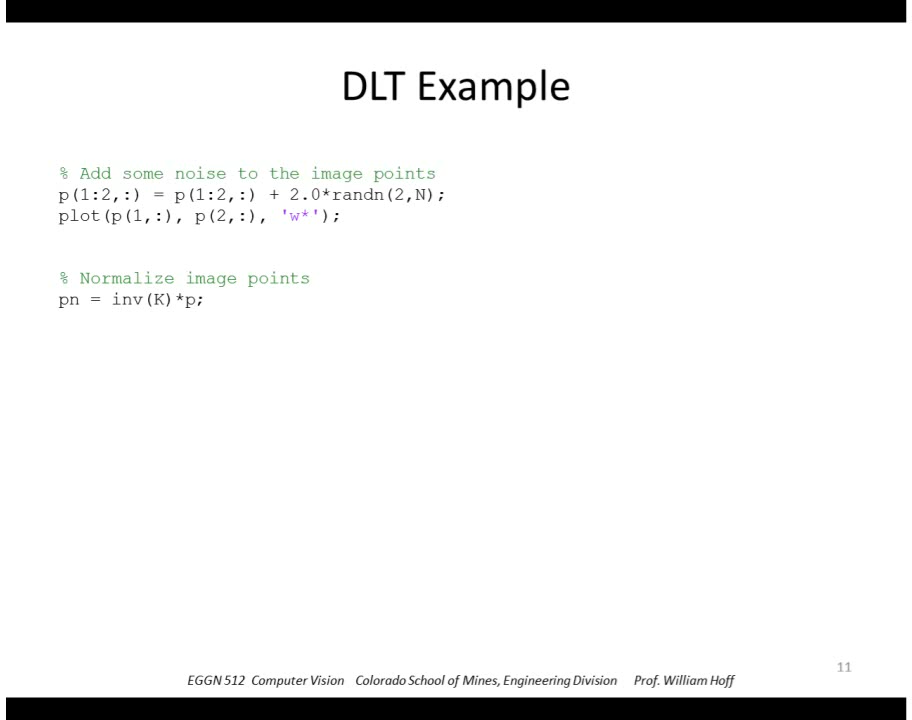 DLT Example
% Add some noise to the image points
p(1:2,:) = p(1:2,:) + 2.0*randn(2,N);
plot(p(1,:), p(2,:), 'w*');
% Normalize image points
pn = inv(K)*p;
11
EGGN 512 Computer Vision Colorado School of Mines, Engineering Division Prof. William Hoff